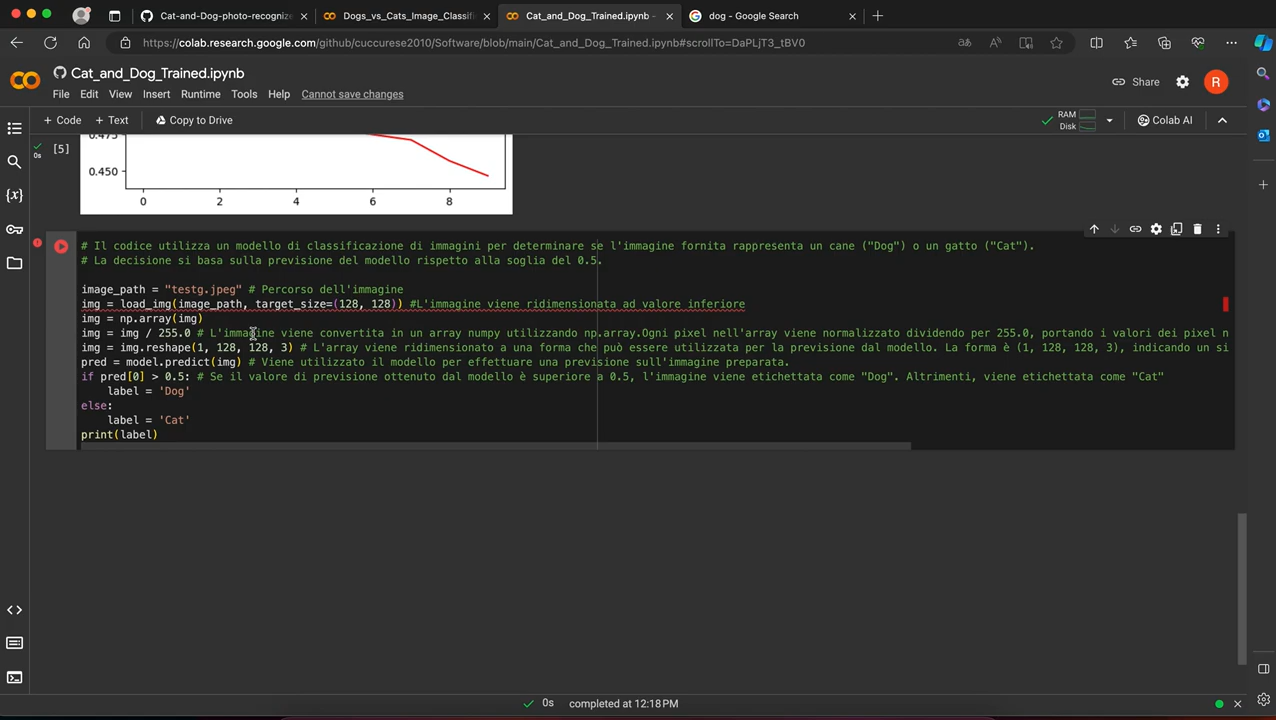 Cat-and-Dog-photo-recognize
Dogs_vs_Cats_Image_Classifi
Cat_and_Dog_Trained.ipynb -
dog - Google Search
https://colab.research.google.com/github/cuccurese2010/Software/blob/main/Cat_and_Dog_Trained.ipynb#scrollTo=DaPLjT3_tBV0
Cat_and_Dog_Trained.ipynb
Share
R
File Edit View Insert Runtime Tools Help Cannot save changes
+ Code + Text Copy to Drive
RAM
Disk
Colab AI
0s
[5]
0.475
0.450
0 2 4 6 8
# Il codice utilizza un modello di classificazione di immagini per determinare se l'immagine fornita rappresenta un cane ("Dog") o un gatto ("Cat").
# La decisione si basa sulla previsione del modello rispetto alla soglia del 0.5.
image_path = "testg.jpeg" # Percorso dell'immagine
img = load_img(image_path, target_size=(128, 128)) #L'immagine viene ridimensionata ad valore inferiore
img = np.array(img)
img = img / 255.0 # L'immagine viene convertita in un array numpy utilizzando np.array.Ogni pixel nell'array viene normalizzato dividendo per 255.0, portando i valori dei pixel n
img = img.reshape(1, 128, 128, 3) # L'array viene ridimensionato a una forma che può essere utilizzata per la previsione dal modello. La forma è (1, 128, 128, 3), indicando un si
pred = model.predict(img) # Viene utilizzato il modello per effettuare una previsione sull'immagine preparata.
if pred[0] > 0.5: # Se il valore di previsione ottenuto dal modello è superiore a 0.5, l'immagine viene etichettata come "Dog". Altrimenti, viene etichettata come "Cat"
label = 'Dog'
else:
label = 'Cat'
print(label)
0s completed at 12:18 PM